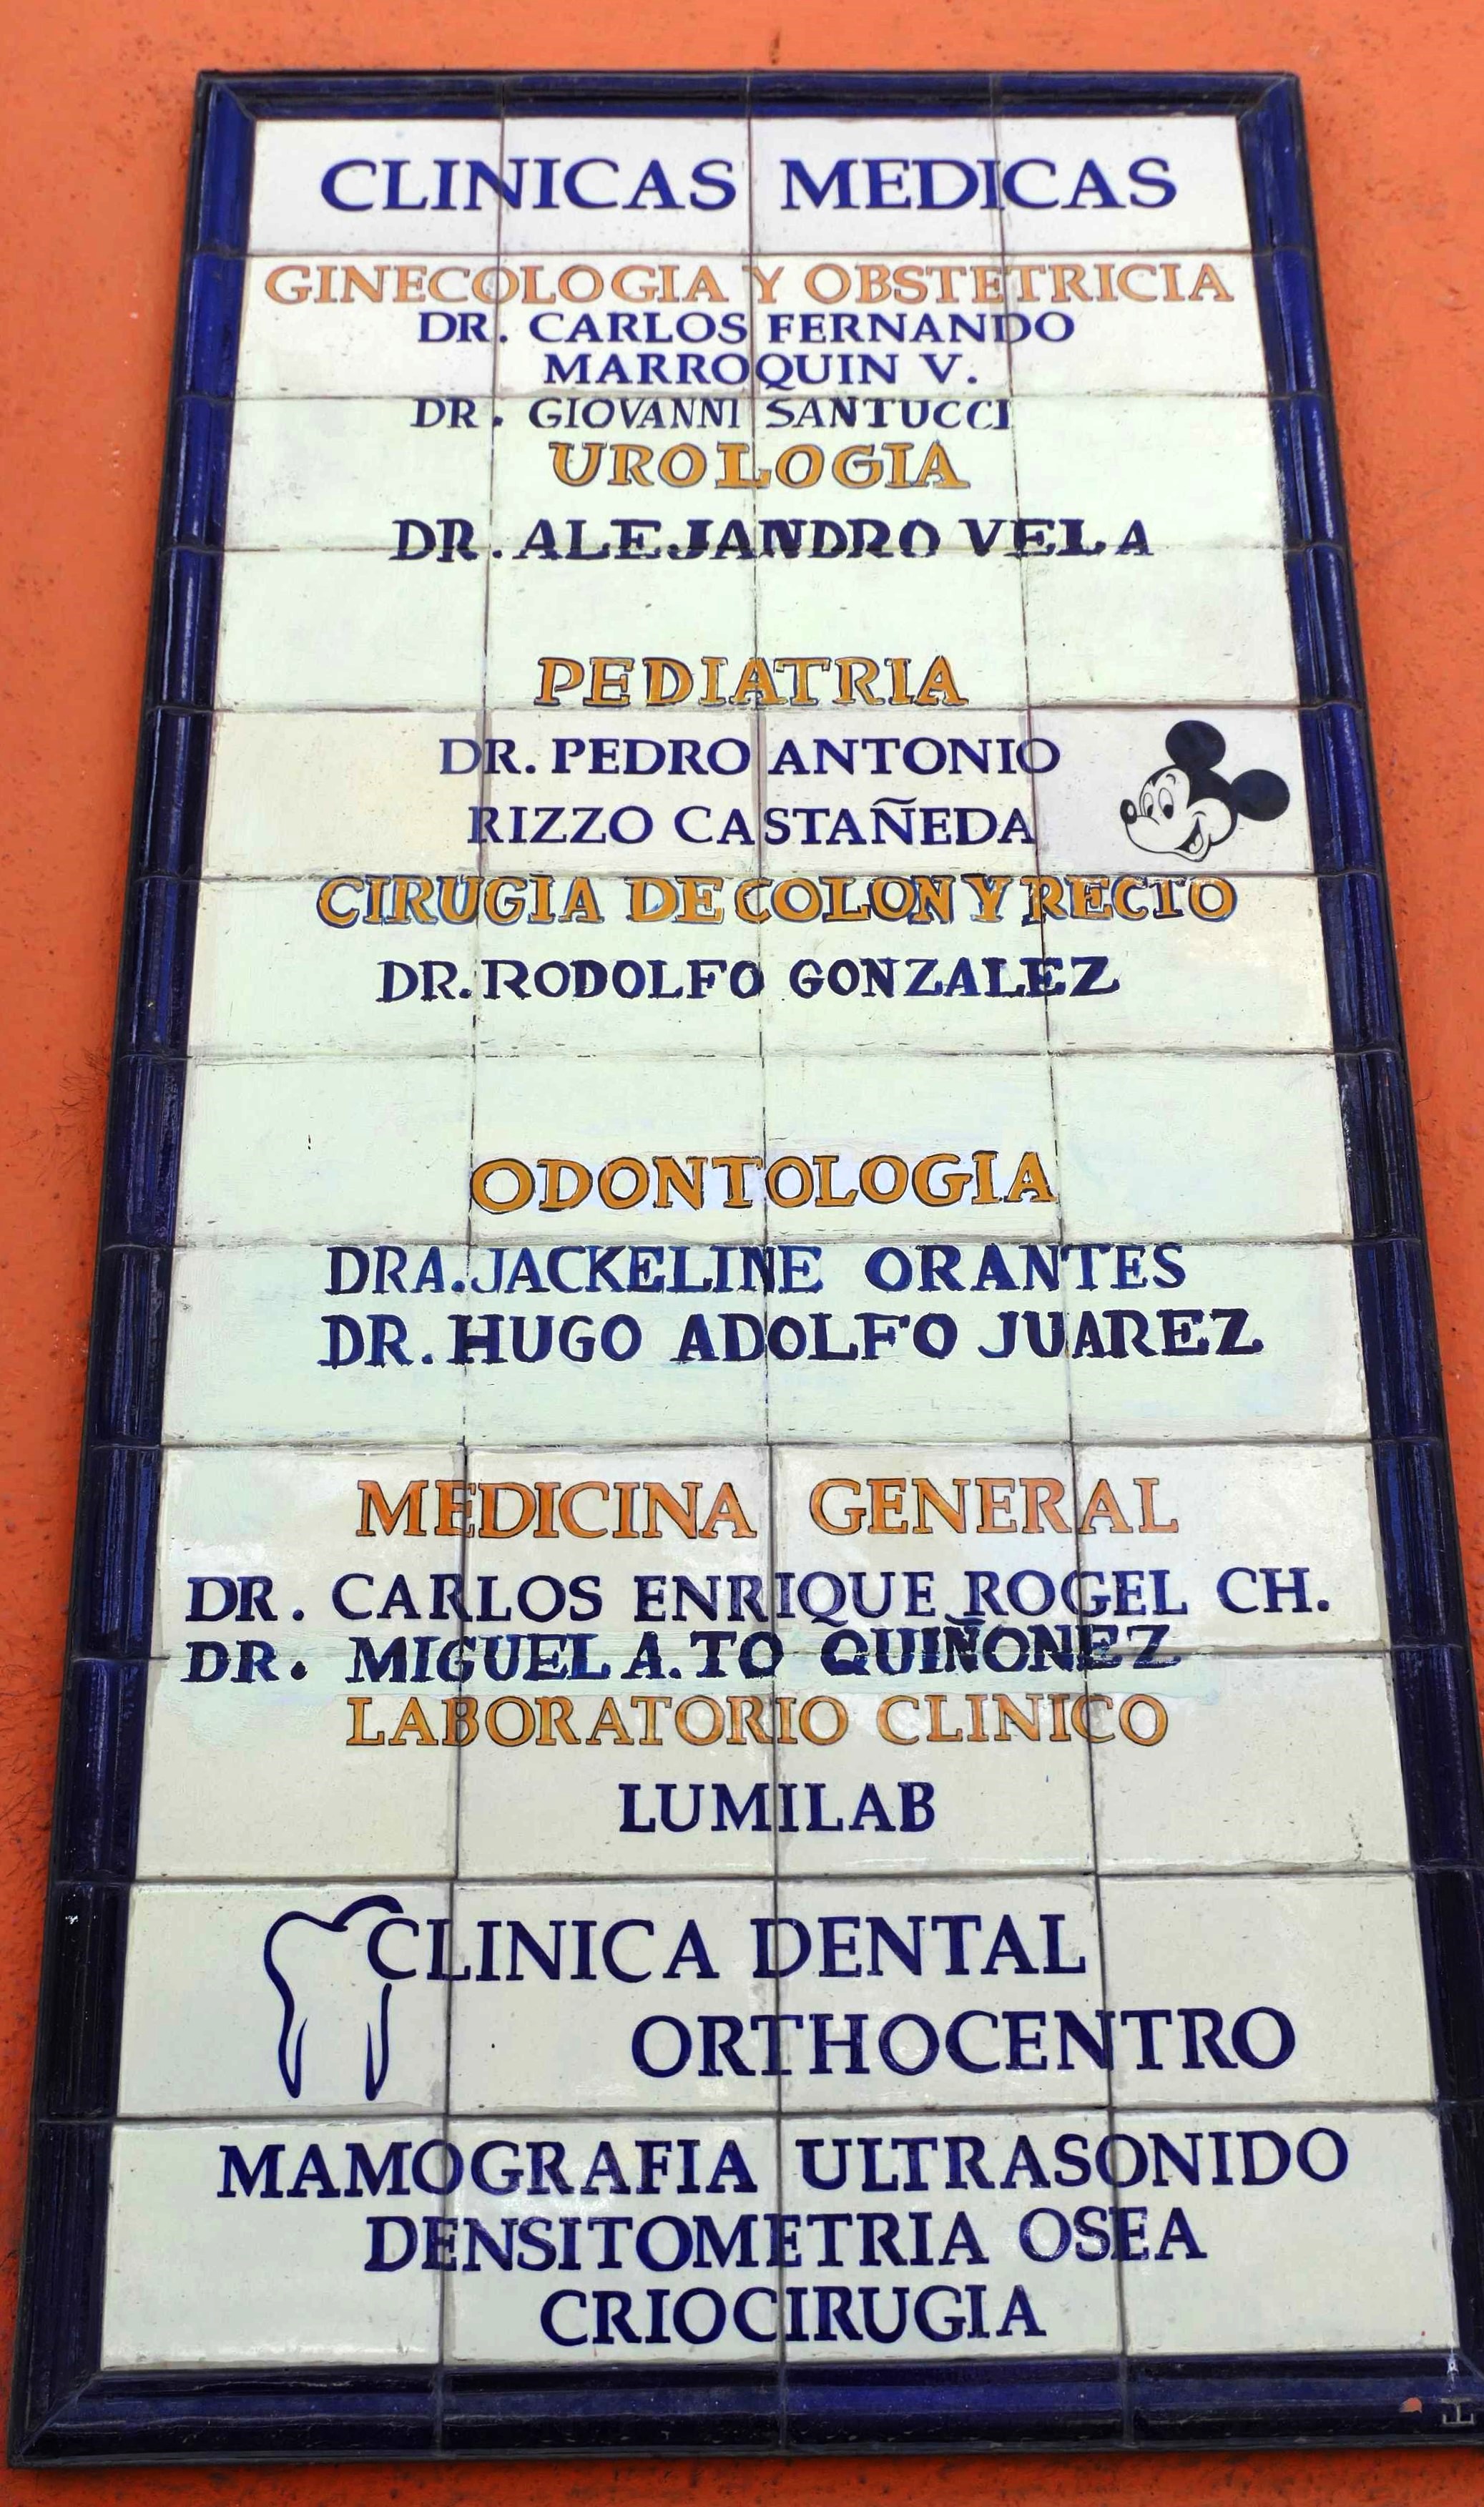 CLINICAS MEDICAS
GINECOLOGIA Y OBSTETRICIA
DR. CARLOS FERNANDO
MARROQUIN V.
DR. GIOVANNI SANTUCCI
UROLOGIA
DR. ALEJANDRO VELA
PEDIATRIA
DR. PEDRO ANTONIO
RIZZO CASTAÑEDA
CIRUGIA DE COLON Y RECTO
DR. RODOLFO GONZALEZ
ODONTOLOGIA
DRA. JACKELINE ORANTES
DR. HUGO ADOLFO JUAREZ
MEDICINA GENERAL
DR. CARLOS ENRIQUE ROGEL CH.
DR. MIGUEL A. TO QUIÑONEZ
LABORATORIO CLINICO
LUMILAB
CLINICA DENTAL
ORTHOCENTRO
MAMOGRAFIA ULTRASONIDO
DENSITOMETRIA OSEA
CRIOCIRUGIA